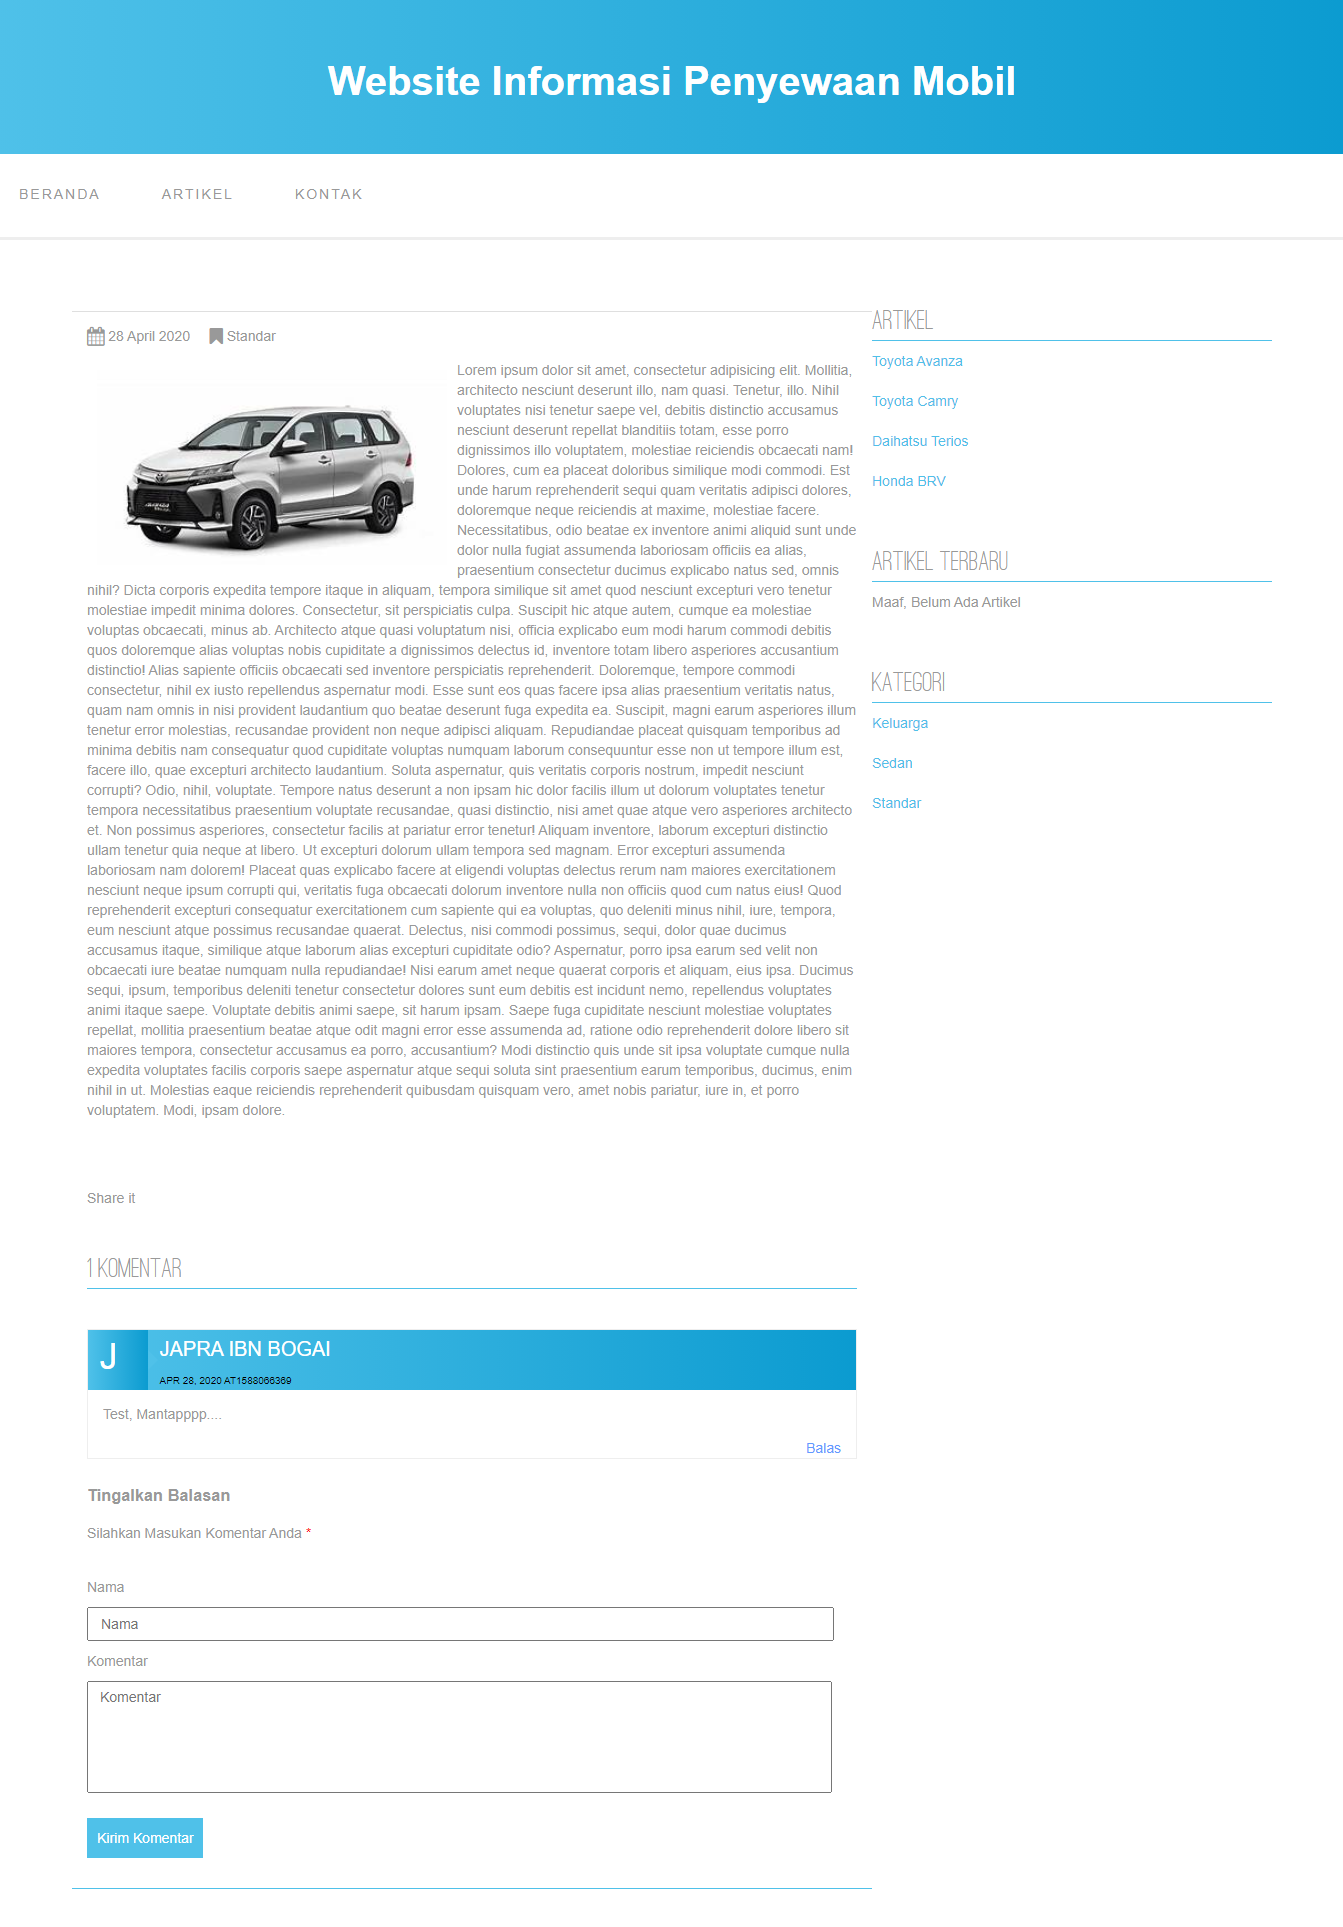 Website Informasi Penyewaan Mobil
BERANDA
ARTIKEL
KONTAK
28 April 2020
Standar
Lorem ipsum dolor sit amet, consectetur adipisicing elit. Mollitia,
architecto nesciunt deserunt illo, nam quasi. Tenetur, illo. Nihil
voluptates nisi tenetur saepe vel, debitis distinctio accusamus
nesciunt deserunt repellat blanditiis totam, esse porro
dignissimos illo voluptatem, molestiae reiciendis obcaecati nam!
Dolores, cum ea placeat doloribus similique modi commodi. Est
unde harum reprehenderit sequi quam veritatis adipisci dolores,
doloremque neque reiciendis at maxime, molestiae facere.
Necessitatibus, odio beatae ex inventore animi aliquid sunt unde
dolor nulla fugiat assumenda laboriosam officiis ea alias,
praesentium consectetur ducimus explicabo natus sed, omnis
nihil? Dicta corporis expedita tempore itaque in aliquam, tempora similique sit amet quod nesciunt excepturi vero tenetur
molestiae impedit minima dolores. Consectetur, sit perspiciatis culpa. Suscipit hic atque autem, cumque ea molestiae
voluptas obcaecati, minus ab. Architecto atque quasi voluptatum nisi, officia explicabo eum modi harum commodi debitis
quos doloremque alias voluptas nobis cupiditate a dignissimos delectus id, inventore totam libero asperiores accusantium
distinctio! Alias sapiente officiis obcaecati sed inventore perspiciatis reprehenderit. Doloremque, tempore commodi
consectetur, nihil ex iusto repellendus aspernatur modi. Esse sunt eos quas facere ipsa alias praesentium veritatis natus,
quam nam omnis in nisi provident laudantium quo beatae deserunt fuga expedita ea. Suscipit, magni earum asperiores illum
tenetur error molestias, recusandae provident non neque adipisci aliquam. Repudiandae placeat quisquam temporibus ad
minima debitis nam consequatur quod cupiditate voluptas numquam laborum consequuntur esse non ut tempore illum est,
facere illo, quae excepturi architecto laudantium. Soluta aspernatur, quis veritatis corporis nostrum, impedit nesciunt
corrupti? Odio, nihil, voluptate. Tempore natus deserunt a non ipsam hic dolor facilis illum ut dolorum voluptates tenetur
tempora necessitatibus praesentium voluptate recusandae, quasi distinctio, nisi amet quae atque vero asperiores architecto
et. Non possimus asperiores, consectetur facilis at pariatur error tenetur! Aliquam inventore, laborum excepturi distinctio
ullam tenetur quia neque at libero. Ut excepturi dolorum ullam tempora sed magnam. Error excepturi assumenda
laboriosam nam dolorem! Placeat quas explicabo facere at eligendi voluptas delectus rerum nam maiores exercitationem
nesciunt neque ipsum corrupti qui, veritatis fuga obcaecati dolorum inventore nulla non officiis quod cum natus eius! Quod
reprehenderit excepturi consequatur exercitationem cum sapiente qui ea voluptas, quo deleniti minus nihil, iure, tempora,
eum nesciunt atque possimus recusandae quaerat. Delectus, nisi commodi possimus, sequi, dolor quae ducimus
accusamus itaque, similique atque laborum alias excepturi cupiditate odio? Aspernatur, porro ipsa earum sed velit non
obcaecati iure beatae numquam nulla repudiandae! Nisi earum amet neque quaerat corporis et aliquam, eius ipsa. Ducimus
sequi, ipsum, temporibus deleniti tenetur consectetur dolores sunt eum debitis est incidunt nemo, repellendus voluptates
animi itaque saepe. Voluptate debitis animi saepe, sit harum ipsam. Saepe fuga cupiditate nesciunt molestiae voluptates
repellat, mollitia praesentium beatae atque odit magni error esse assumenda ad, ratione odio reprehenderit dolore libero sit
maiores tempora, consectetur accusamus ea porro, accusantium? Modi distinctio quis unde sit ipsa voluptate cumque nulla
expedita voluptates facilis corporis saepe aspernatur atque sequi soluta sint praesentium earum temporibus, ducimus, enim
nihil in ut. Molestias eaque reiciendis reprehenderit quibusdam quisquam vero, amet nobis pariatur, iure in, et porro
voluptatem. Modi, ipsam dolore.
Share it
1 KOMENTAR
J
JAPRA IBN BOGAI
APR 28, 2020 AT1588066369
Test, Mantapppp....
Balas
Tingalkan Balasan
Silahkan Masukan Komentar Anda *
Nama
Nama
Komentar
Komentar
Kirim Komentar
ARTIKEL
Toyota Avanza
Toyota Camry
Daihatsu Terios
Honda BRV
ARTIKEL TERBARU
Maaf, Belum Ada Artikel
KATEGORI
Keluarga
Sedan
Standar